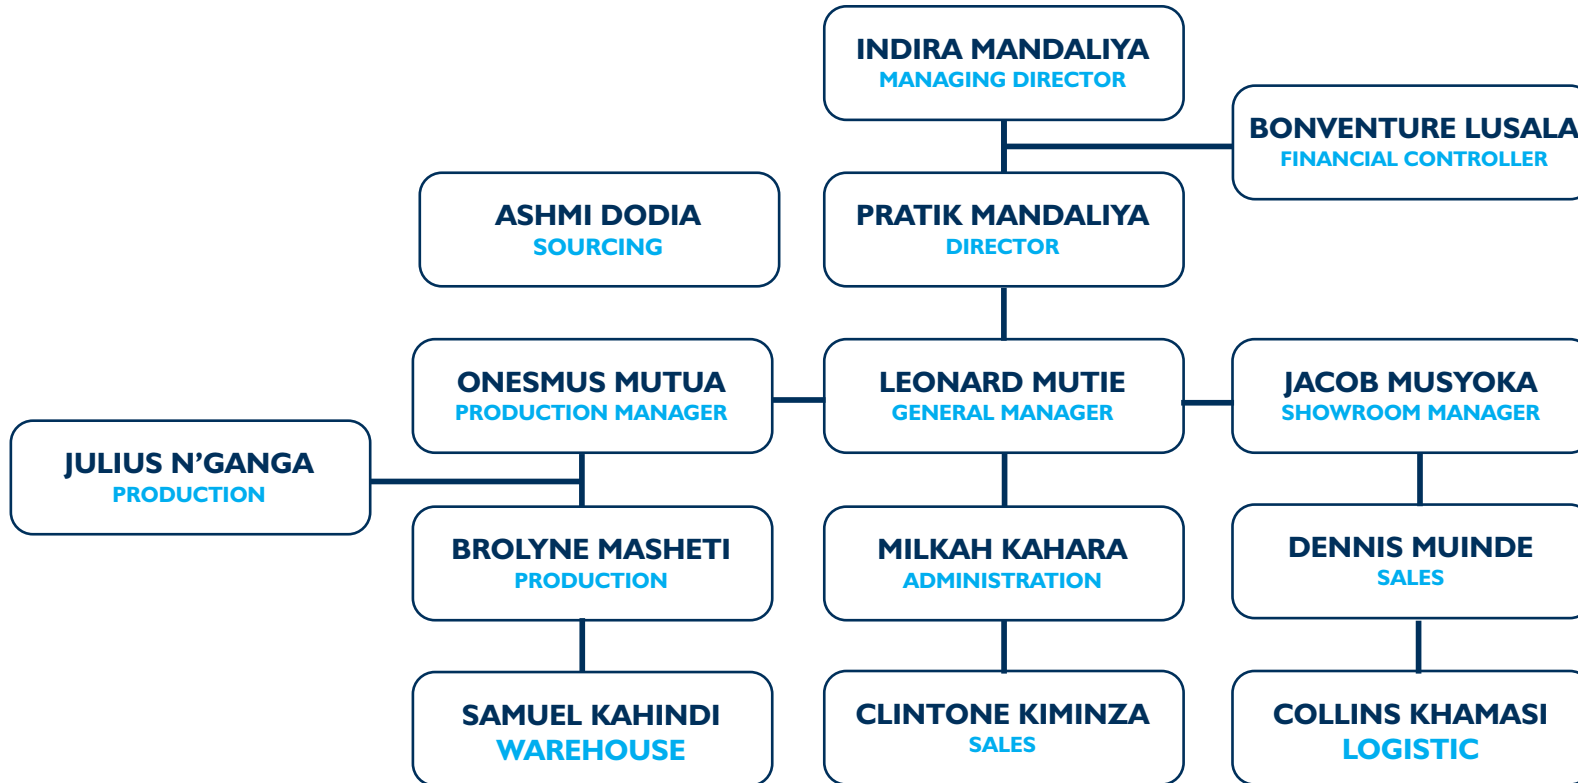 INDIRA MANDALIYA
MANAGING DIRECTOR
BONVENTURE LUSALA
FINANCIAL CONTROLLER
ASHMI DODIA
SOURCING
PRATIK MANDALIYA
DIRECTOR
ONESMUS MUTUA
PRODUCTION MANAGER
LEONARD MUTIE
GENERAL MANAGER
JACOB MUSYOKA
SHOWROOM MANAGER
JULIUS N’GANGA
PRODUCTION
BROLYNE MASHETI
PRODUCTION
MILKAH KAHARA
ADMINISTRATION
DENNIS MUINDE
SALES
SAMUEL KAHINDI
WAREHOUSE
CLINTONE KIMINZA
SALES
COLLINS KHAMASI
LOGISTIC